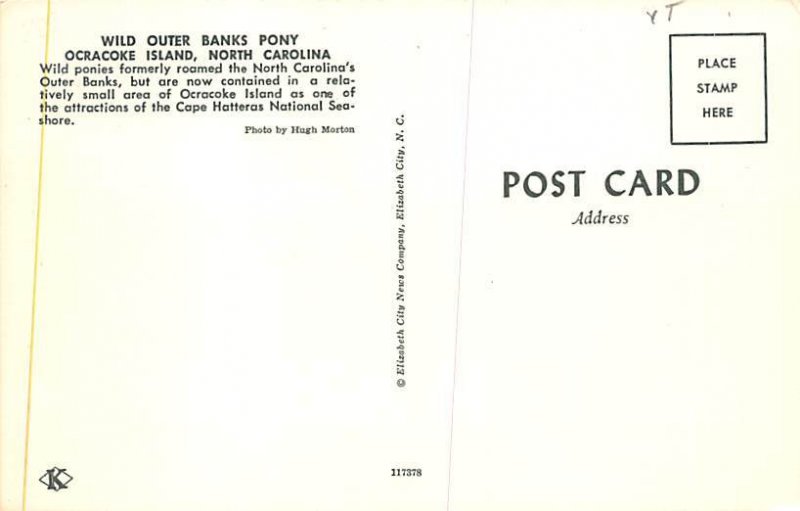 WILD OUTER BANKS PONY
OCRACOKE ISLAND, NORTH CAROLINA
Wild ponies formerly roamed the North Carolina's
Outer Banks, but are now contained in a rela-
tively small area of Ocracoke Island as one of
the attractions of the Cape Hatteras National Sea-
shore.
Photo by Hugh Morton
© Elizabeth City News Company, Elizabeth City, N. C.
K
117378
YT
PLACE
STAMP
HERE
POST CARD
Address